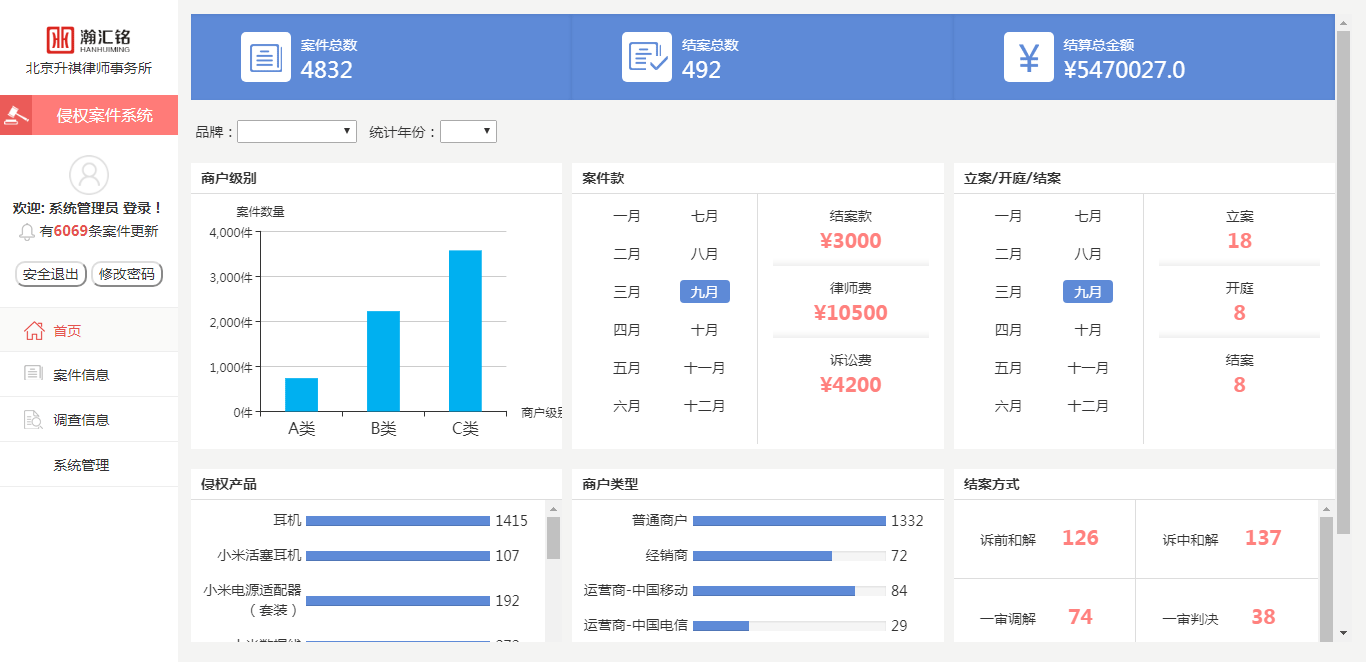 瀚汇铭
HANHUIMING
北京升祺律师事务所
侵权案件系统
欢迎: 系统管理员 登录！
有6069条案件更新
安全退出 修改密码
首页
案件信息
调查信息
系统管理
案件总数
4832
结案总数
492
结算总金额
¥5470027.0
品牌： 统计年份：
商户级别
案件数量
4,000件
3,000件
2,000件
1,000件
0件
A类 B类 C类
商户级别
案件款
一月 七月
二月 八月
三月 九月
四月 十月
五月 十一月
六月 十二月
结案款
¥3000
律师费
¥10500
诉讼费
¥4200
立案/开庭/结案
一月 七月
二月 八月
三月 九月
四月 十月
五月 十一月
六月 十二月
立案
18
开庭
8
结案
8
侵权产品
耳机 1415
小米活塞耳机 107
小米电源适配器
（套装） 192
商户类型
普通商户 1332
经销商 72
运营商-中国移动 84
运营商-中国电信 29
结案方式
诉前和解 126 诉中和解 137
一审调解 74 一审判决 38